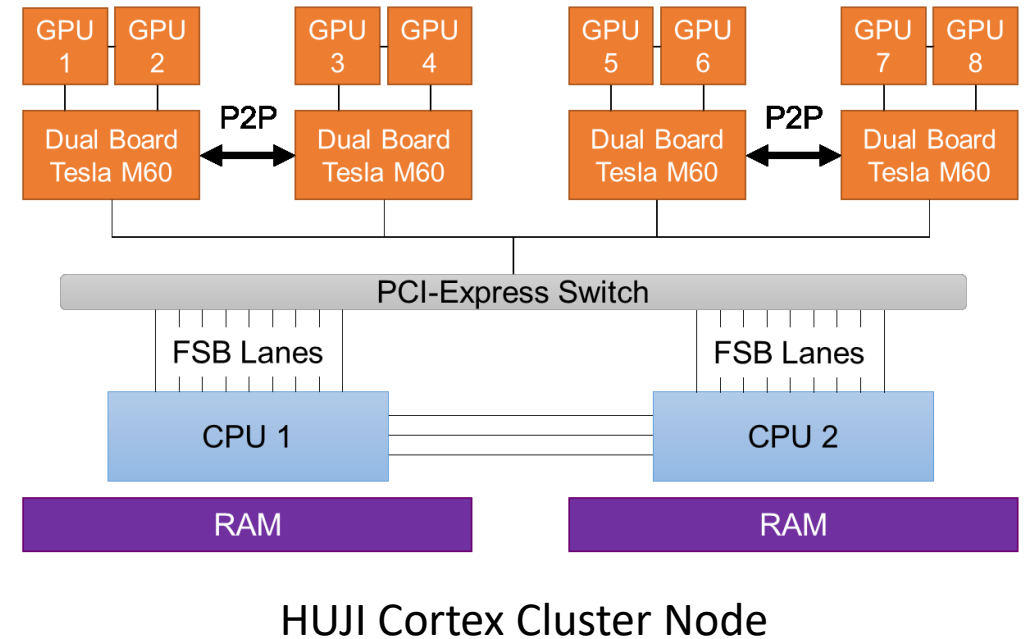 GPU 1
GPU 2
GPU 3
GPU 4
GPU 5
GPU 6
GPU 7
GPU 8
Dual Board
Tesla M60
P2P
Dual Board
Tesla M60
Dual Board
Tesla M60
P2P
Dual Board
Tesla M60
PCI-Express Switch
FSB Lanes
FSB Lanes
CPU 1
CPU 2
RAM
RAM
HUJI Cortex Cluster Node